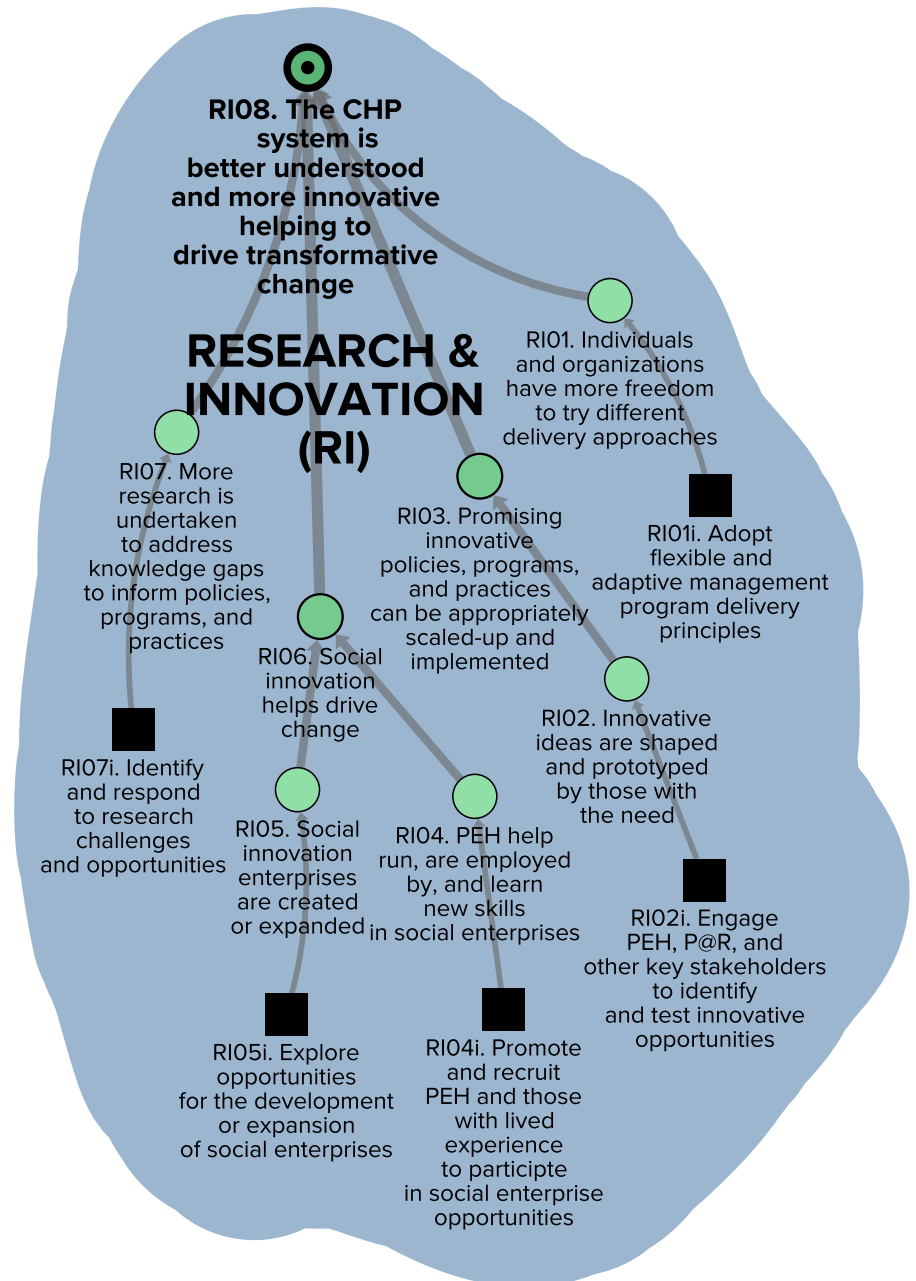 RI08. The CHP
system is
better understood
and more innovative
helping to
drive transformative
change
RESEARCH &
INNOVATION
(RI)
RI01. Individuals
and organizations
have more freedom
to try different
delivery approaches
RI07. More
research is
undertaken
to address
knowledge gaps
to inform policies,
programs, and
practices
RI03. Promising
innovative
policies, programs,
and practices
can be appropriately
scaled-up and
implemented
RI01i. Adopt
flexible and
adaptive management
program delivery
principles
RI06. Social
innovation
helps drive
change
RI02. Innovative
ideas are shaped
and prototyped
by those with
the need
RI07i. Identify
and respond
to research
challenges
and opportunities
RI05. Social
innovation
enterprises
are created
or expanded
RI04. PEH help
run, are employed
by, and learn
new skills
in social enterprises
RI02i. Engage
PEH, P@R, and
other key stakeholders
to identify
and test innovative
opportunities
RI05i. Explore
opportunities
for the development
or expansion
of social enterprises
RI04i. Promote
and recruit
PEH and those
with lived
experience
to participte
in social enterprise
opportunities